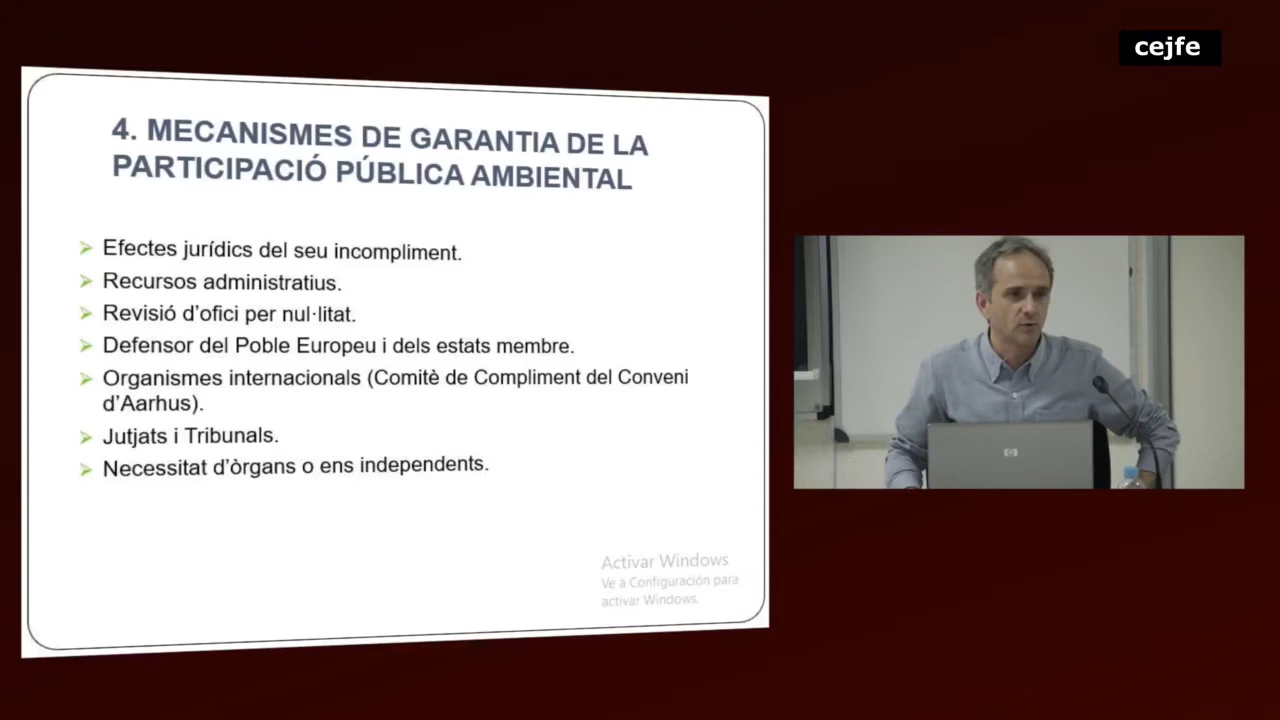 cejfe
4. MECANISMES DE GARANTIA DE LA
PARTICIPACIÓ PÚBLICA AMBIENTAL
Efectes jurídics del seu incompliment.
Recursos administratius.
Revisió d'ofici per nul·litat.
Defensor del Poble Europeu i dels estats membre.
Organismes internacionals (Comitè de Compliment del Conveni
d'Aarhus).
Jutjats i Tribunals.
Necessitat d'òrgans o ens independents.
Activar Windows
Ve a Configuración para
activar Windows.
hp